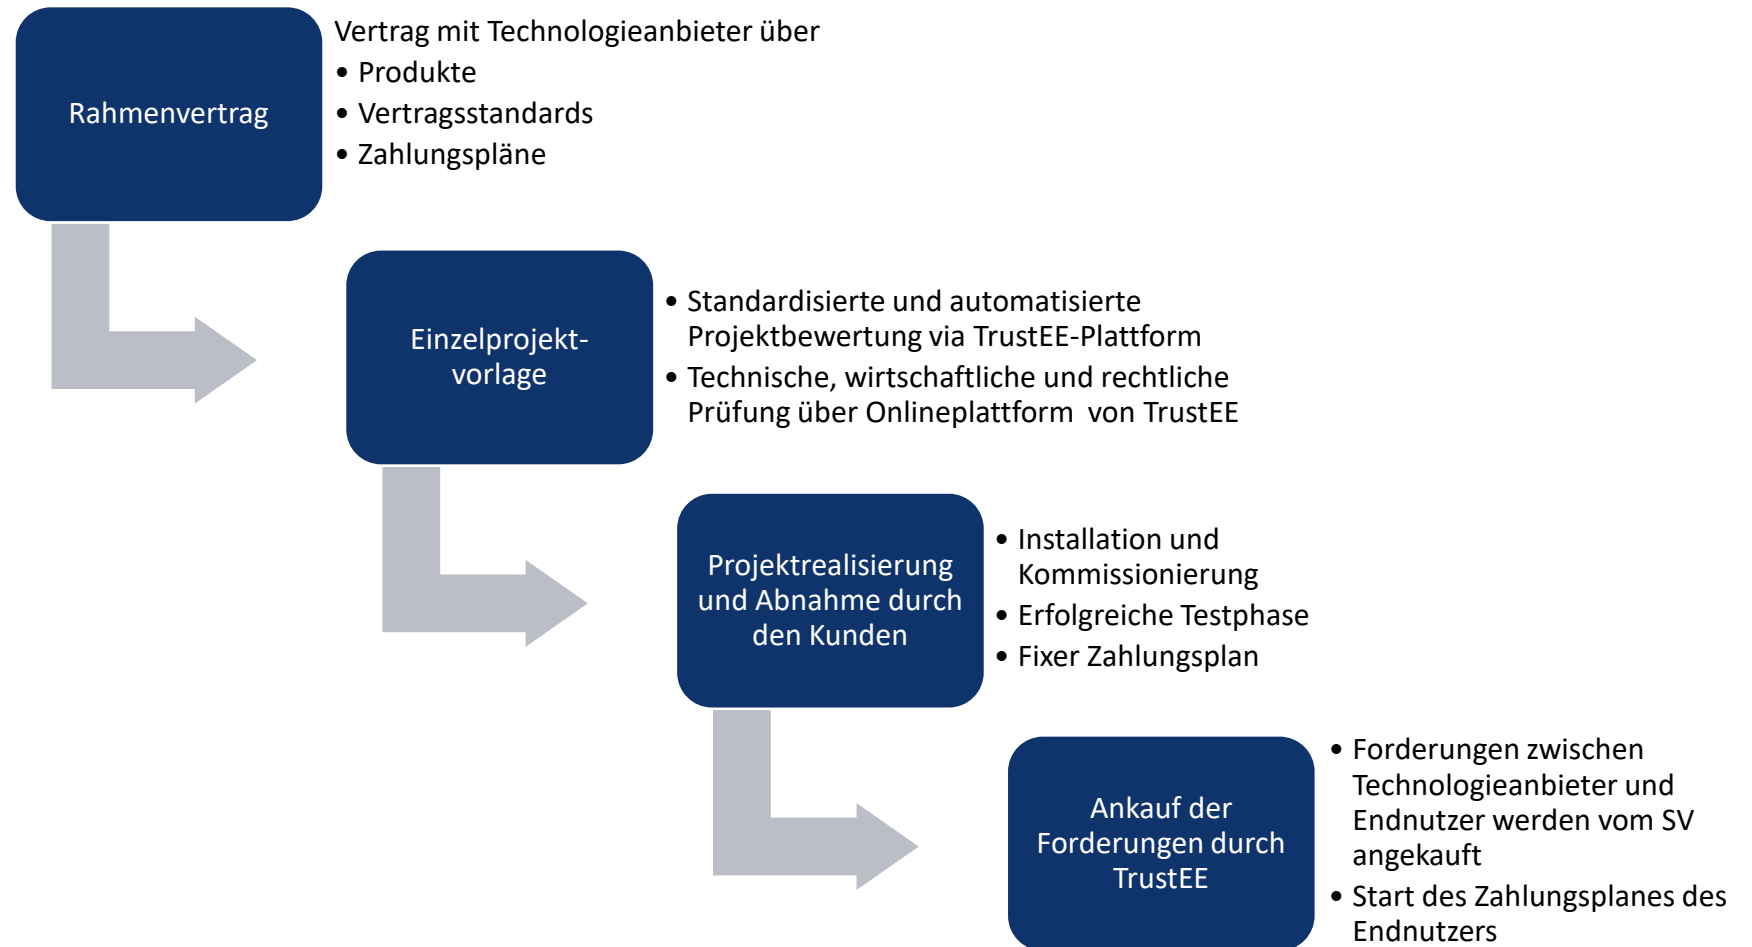 Rahmenvertrag
Vertrag mit Technologieanbieter über
• Produkte
• Vertragsstandards
• Zahlungspläne
Einzelprojekt-
vorlage
• Standardisierte und automatisierte
Projektbewertung via TrustEE-Plattform
• Technische, wirtschaftliche und rechtliche
Prüfung über Onlineplattform  von TrustEE
Projektrealisierung
und Abnahme durch
den Kunden
• Installation und
Kommissionierung
• Erfolgreiche Testphase
• Fixer Zahlungsplan
Ankauf der
Forderungen durch
TrustEE
• Forderungen zwischen
Technologieanbieter und
Endnutzer werden vom SV
angekauft
• Start des Zahlungsplanes des
Endnutzers